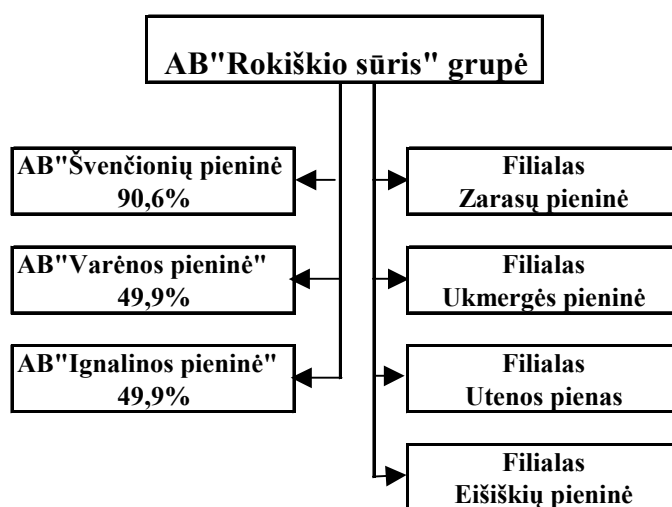 AB"Rokiškio sūris" grupė
AB"Švenčionių pieninė
90,6%
AB"Varėnos pieninė"
49,9%
AB"Ignalinos pieninė"
49,9%
Filialas
Zarasų pieninė
Filialas
Ukmergės pieninė
Filialas
Utenos pienas
Filialas
Eišiškių pieninė